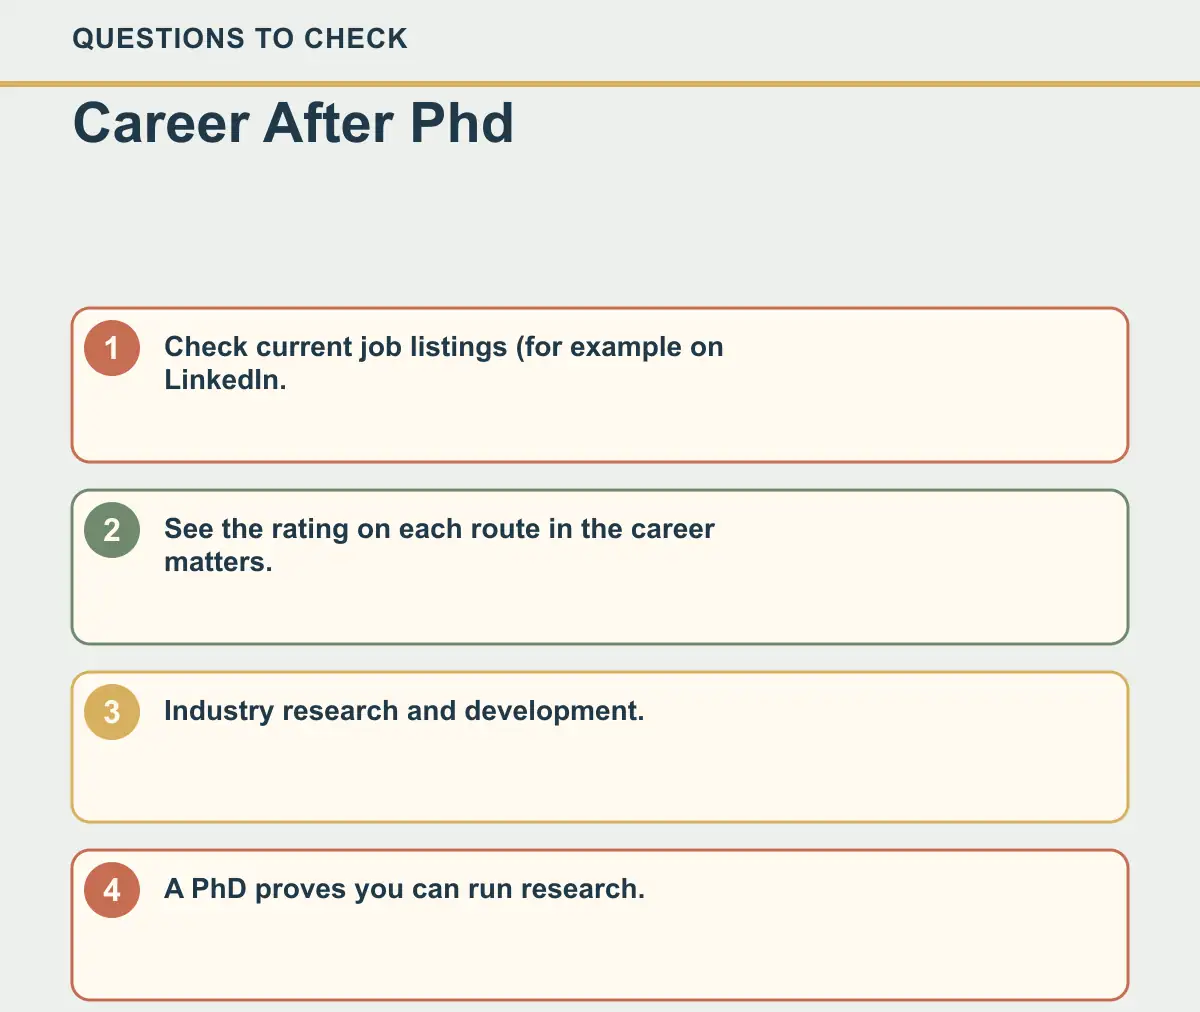 QUESTIONS TO CHECK
Career After Phd
1
Check current job listings (for example on
LinkedIn.
2
See the rating on each route in the career
matters.
3
Industry research and development.
4
A PhD proves you can run research.